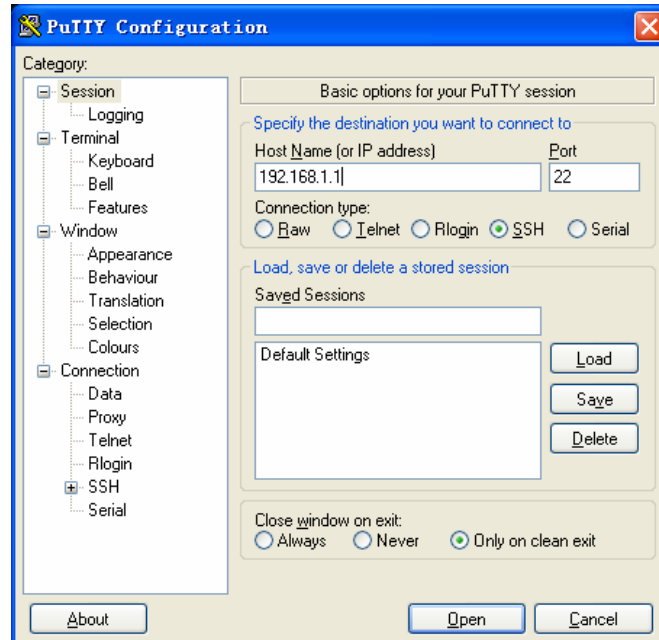 PuTTY Configuration
Category:
Session
Logging
Terminal
Keyboard
Bell
Features
Window
Appearance
Behaviour
Translation
Selection
Colours
Connection
Data
Proxy
Telnet
Rlogin
SSH
Serial
Basic options for your PuTTY session
Specify the destination you want to connect to
Host Name (or IP address) Port
192.168.1.1 22
Connection type:
Raw Telnet Rlogin SSH Serial
Load, save or delete a stored session
Saved Sessions
Default Settings
Load
Save
Delete
Close window on exit:
Always Never Only on clean exit
About Open Cancel